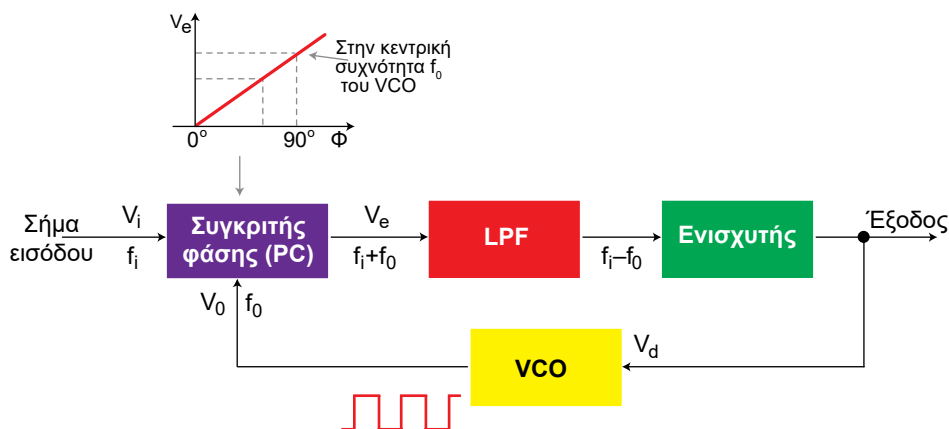 Ve
Στην κεντρική
συχνότητα f0
του VCO
0°
90°
Φ
Σήμα
εισόδου
Vi
fi
Συγκριτής
φάσης (PC)
Ve
fi+f0
LPF
fi–f0
Ενισχυτής
Έξοδος
V0
f0
VCO
Vd